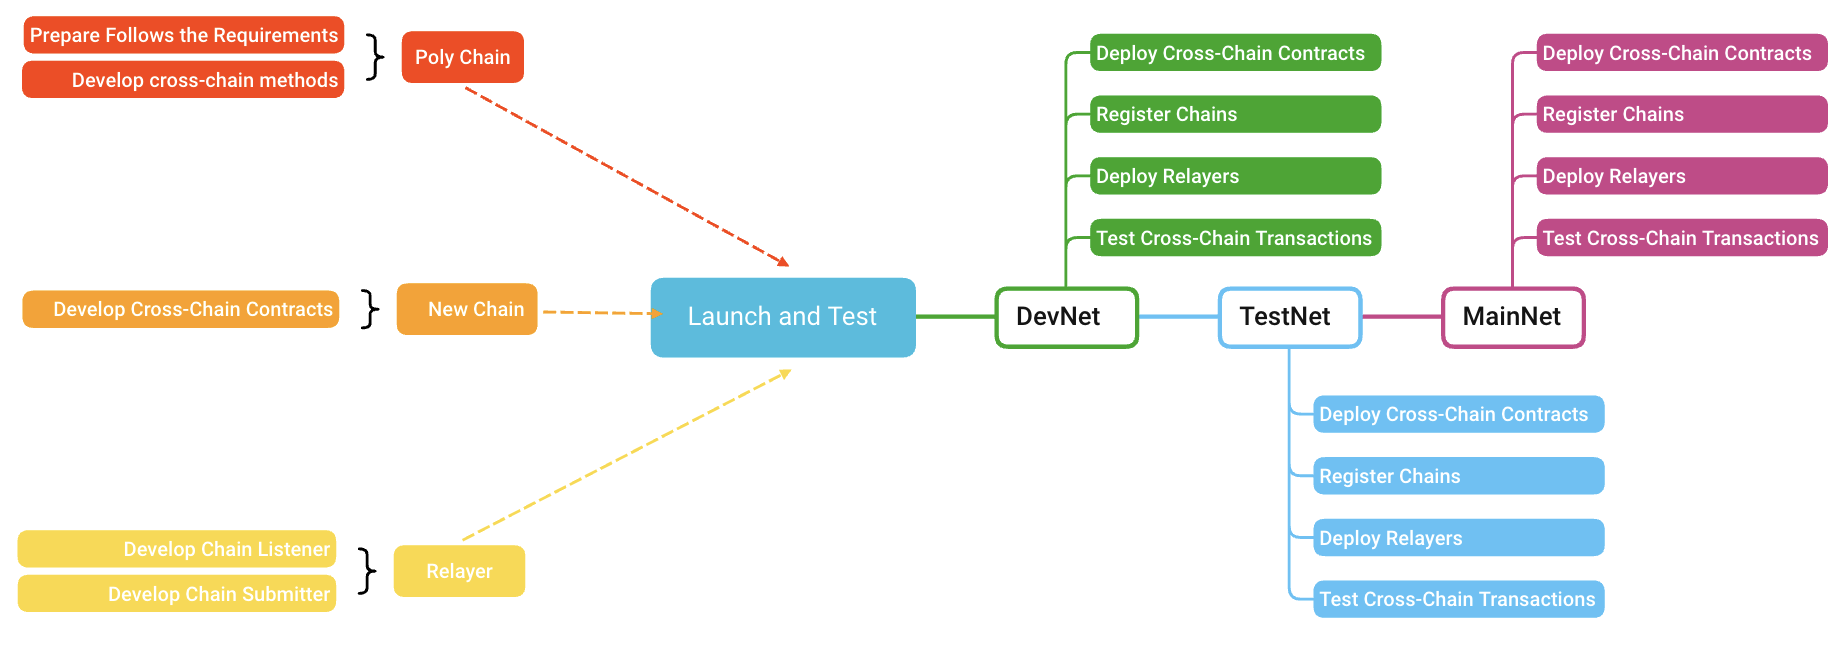 Prepare Follows the Requirements
Develop cross-chain methods
Poly Chain
Develop Cross-Chain Contracts
New Chain
Develop Chain Listener
Develop Chain Submitter
Relayer
Launch and Test
DevNet
Deploy Cross-Chain Contracts
Register Chains
Deploy Relayers
Test Cross-Chain Transactions
TestNet
Deploy Cross-Chain Contracts
Register Chains
Deploy Relayers
Test Cross-Chain Transactions
MainNet
Deploy Cross-Chain Contracts
Register Chains
Deploy Relayers
Test Cross-Chain Transactions